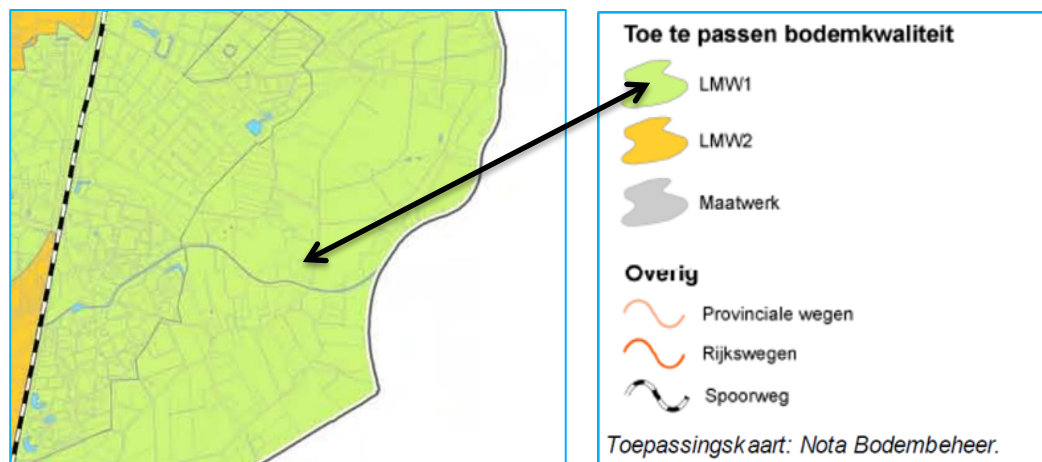 Toe te passen bodemkwaliteit
LMW1
LMW2
Maatwerk
Overig
Provinciale wegen
Rijkswegen
Spoorweg
Toepassingskaart: Nota Bodembeheer.